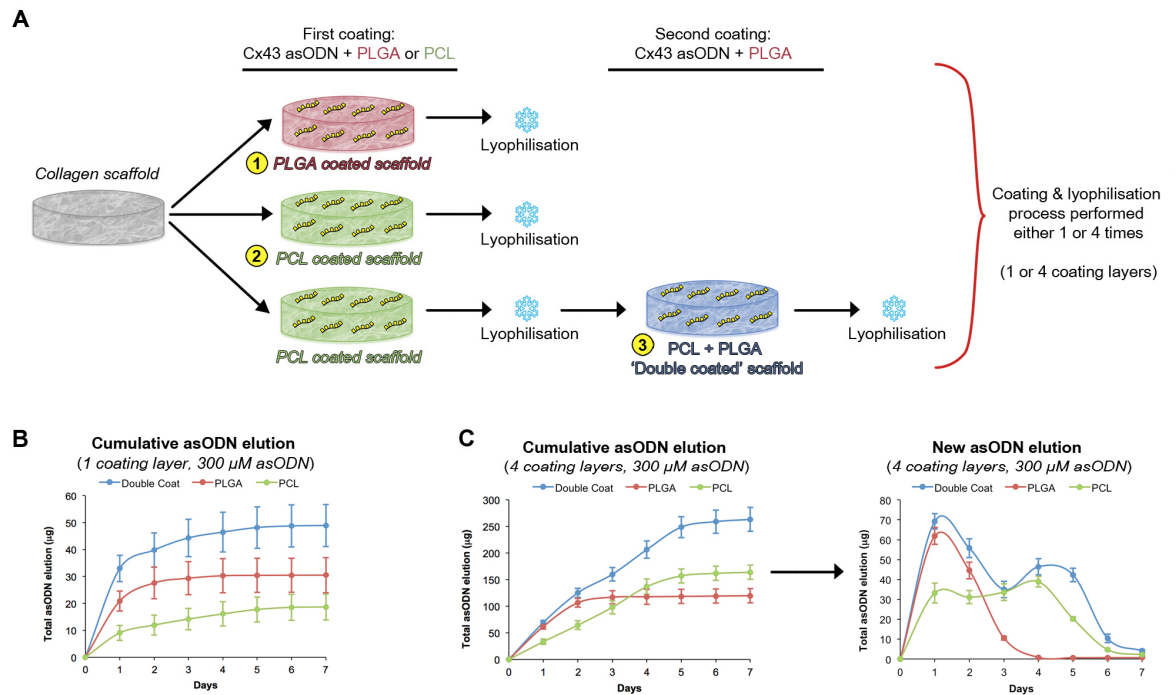 A
First coating:
Cx43 asODN + PLGA or PCL
Second coating:
Cx43 asODN + PLGA
Collagen scaffold
1 PLGA coated scaffold
Lyophilisation
2 PCL coated scaffold
Lyophilisation
PCL coated scaffold
Lyophilisation
3 PCL + PLGA
'Double coated' scaffold
Lyophilisation
Coating & lyophilisation
process performed
either 1 or 4 times
(1 or 4 coating layers)
B
Cumulative asODN elution
(1 coating layer, 300 µM asODN)
Double Coat PLGA PCL
Total asODN elution (µg)
60
50
40
30
20
10
0
0 1 2 3 4 5 6 7
Days
C
Cumulative asODN elution
(4 coating layers, 300 µM asODN)
Double Coat PLGA PCL
Total asODN elution (µg)
300
250
200
150
100
50
0
0 1 2 3 4 5 6 7
Days
New asODN elution
(4 coating layers, 300 µM asODN)
Double Coat PLGA PCL
Total asODN elution (µg)
80
70
60
50
40
30
20
10
0
0 1 2 3 4 5 6 7
Days